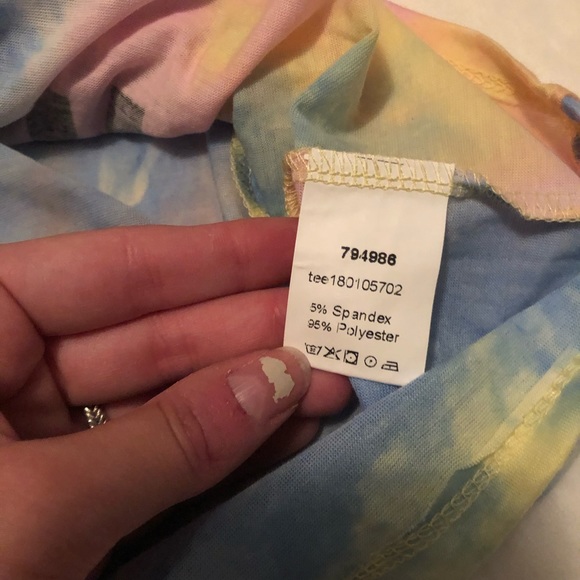 794986
tee180105702
5% Spandex
95% Polyester